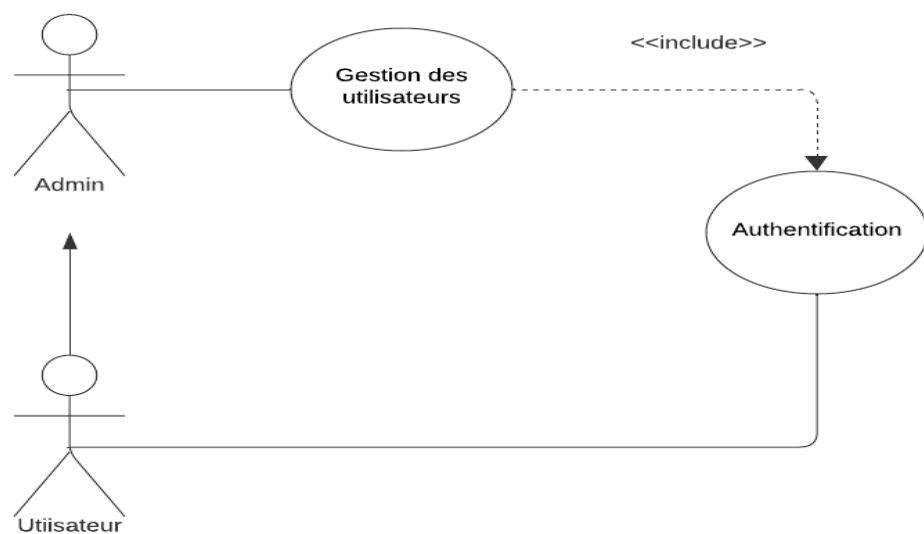 <<include>>
Gestion des
utilisateurs
Admin
Authentification
Utiisateur